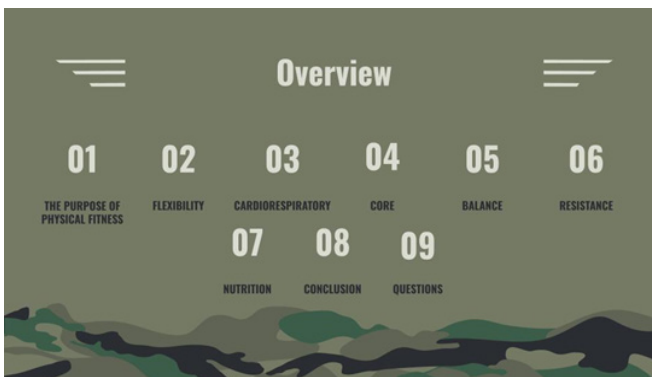 Overview
01
THE PURPOSE OF
PHYSICAL FITNESS
02
FLEXIBILITY
03
CARDIORESPIRATORY
04
CORE
05
BALANCE
06
RESISTANCE
07
NUTRITION
08
CONCLUSION
09
QUESTIONS